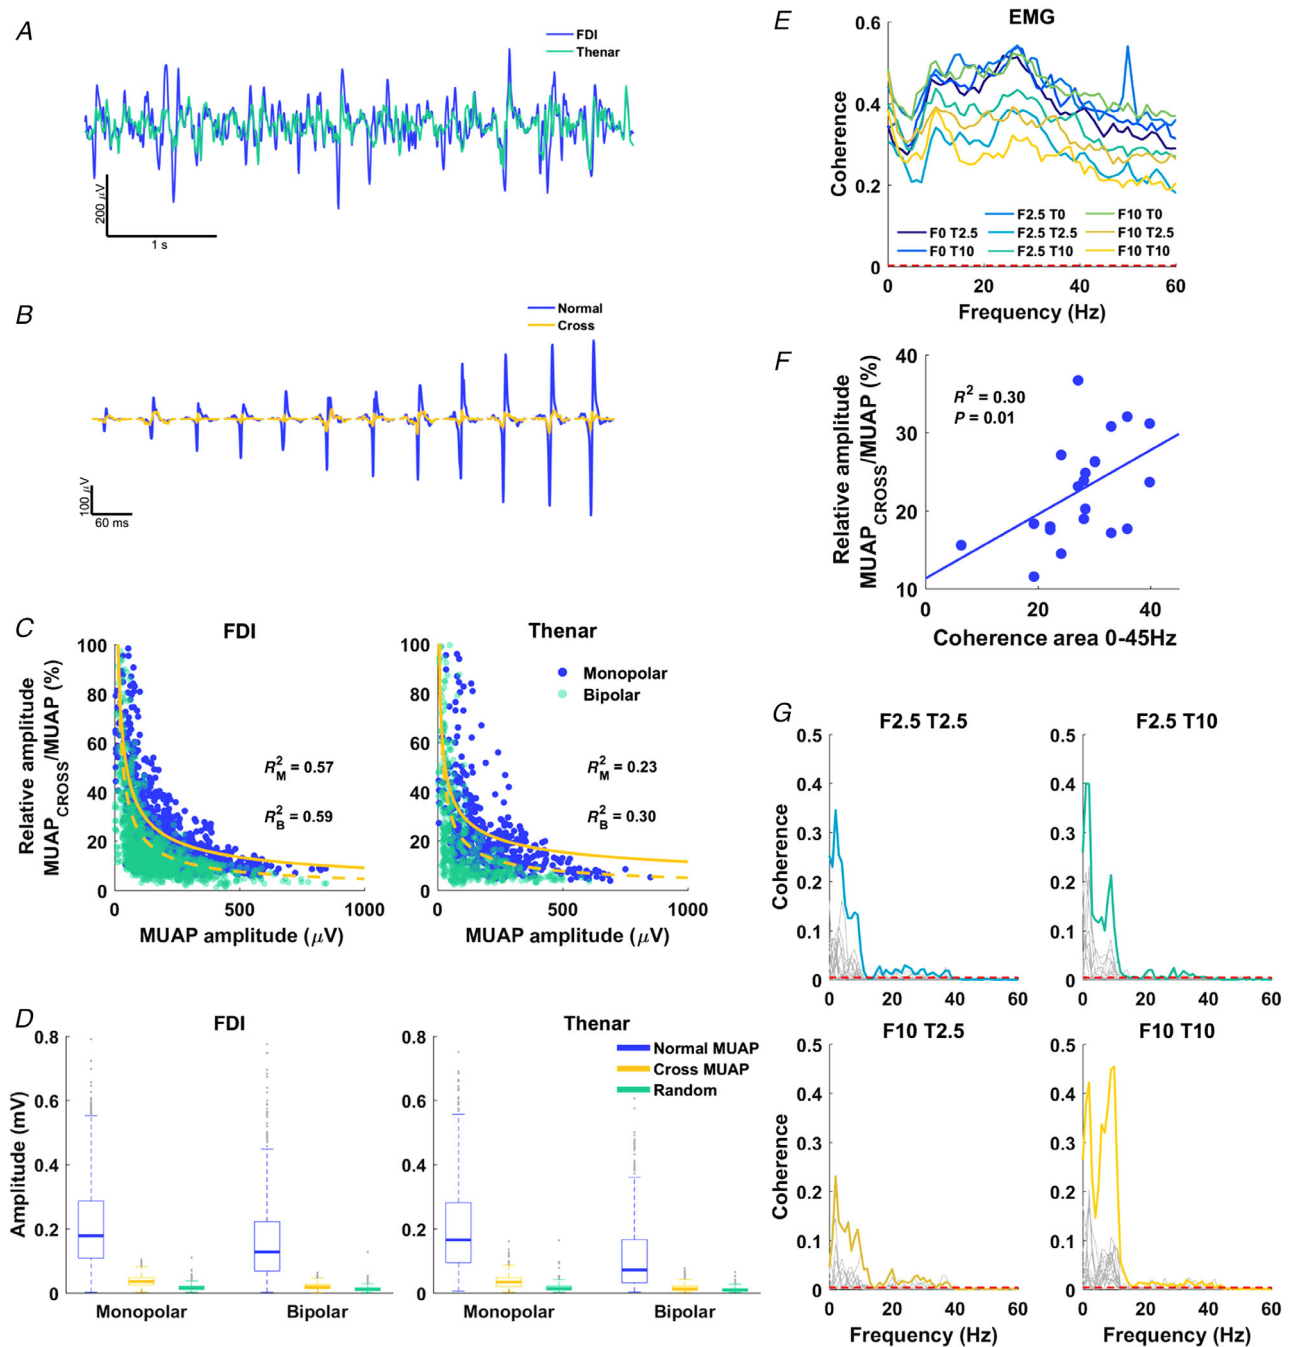 A
FDI
Thenar
200 µV
1 s
B
Normal
Cross
100 µV
60 ms
C
FDI
Thenar
Relative amplitude
MUAP_CROSS/MUAP (%)
100
80
60
40
20
0
R²_M = 0.57
R²_B = 0.59
0 500 1000
MUAP amplitude (µV)
100
80
60
40
20
0
Monopolar
Bipolar
R²_M = 0.23
R²_B = 0.30
0 500 1000
MUAP amplitude (µV)
D
FDI
Thenar
Amplitude (mV)
0.8
0.6
0.4
0.2
0
Monopolar Bipolar
0.8
0.6
0.4
0.2
0
Normal MUAP
Cross MUAP
Random
Monopolar Bipolar
E
EMG
Coherence
0.6
0.4
0.2
0
F2.5 T0 F10 T0
F0 T2.5 F2.5 T2.5 F10 T2.5
F0 T10 F2.5 T10 F10 T10
0 20 40 60
Frequency (Hz)
F
Relative amplitude
MUAP_CROSS/MUAP (%)
40
30
20
10
R² = 0.30
P = 0.01
0 20 40
Coherence area 0-45Hz
G
F2.5 T2.5
F2.5 T10
Coherence
0.5
0.4
0.3
0.2
0.1
0
0 20 40 60
0.5
0.4
0.3
0.2
0.1
0
0 20 40 60
F10 T2.5
F10 T10
Coherence
0.5
0.4
0.3
0.2
0.1
0
0 20 40 60
Frequency (Hz)
0.5
0.4
0.3
0.2
0.1
0
0 20 40 60
Frequency (Hz)